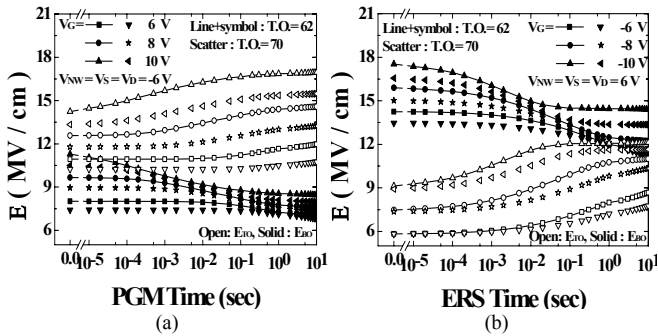 21
18
15
12
9
6
E ( MV / cm )
VG= 6 V
8 V
10 V
VNW=VS=VD=-6 V
Line+symbol : T.O.=62
Scatter : T.O.=70
Open: ETO, Solid : EBO
0.0 10-5 10-4 10-3 10-2 10-1 100 101
PGM Time (sec)
(a)
21
18
15
12
9
6
E ( MV / cm )
Line+symbol : T.O.=62
Scatter : T.O.=70
VG= -6 V
-8 V
-10 V
VNW=VS=VD=6 V
Open: ETO, Solid : EBO
0.0 10-5 10-4 10-3 10-2 10-1 100 101
ERS Time (sec)
(b)